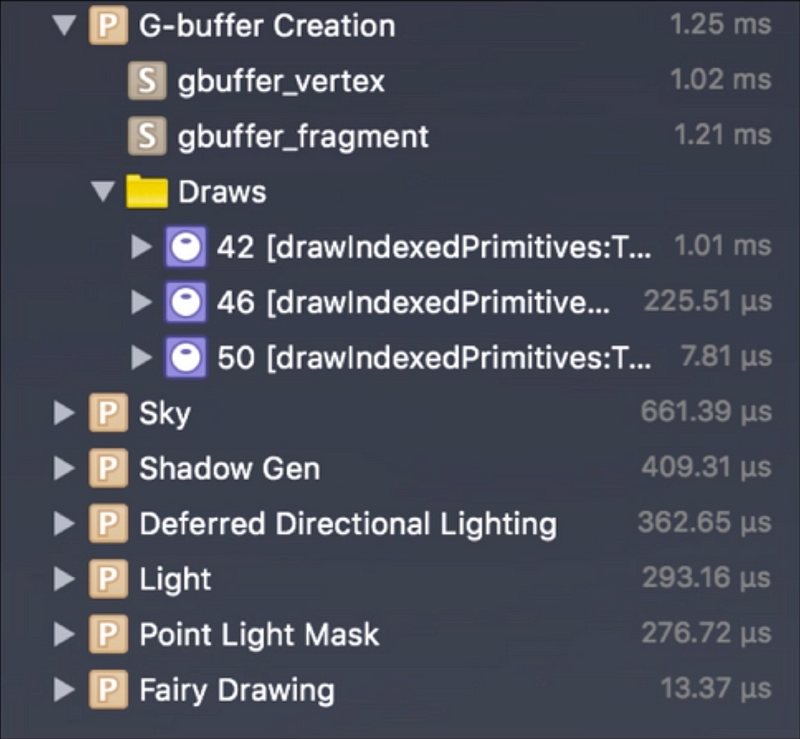 P G-buffer Creation 1.25 ms
S gbuffer_vertex 1.02 ms
S gbuffer_fragment 1.21 ms
Draws
42 [drawIndexedPrimitives:T... 1.01 ms
46 [drawIndexedPrimitive... 225.51 µs
50 [drawIndexedPrimitives:T... 7.81 µs
P Sky 661.39 µs
P Shadow Gen 409.31 µs
P Deferred Directional Lighting 362.65 µs
P Light 293.16 µs
P Point Light Mask 276.72 µs
P Fairy Drawing 13.37 µs